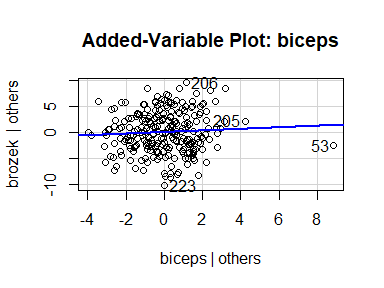 Added-Variable Plot: biceps
brozek | others
5
0
-10
206
205
53
223
-4 -2 0 2 4 6 8
biceps | others